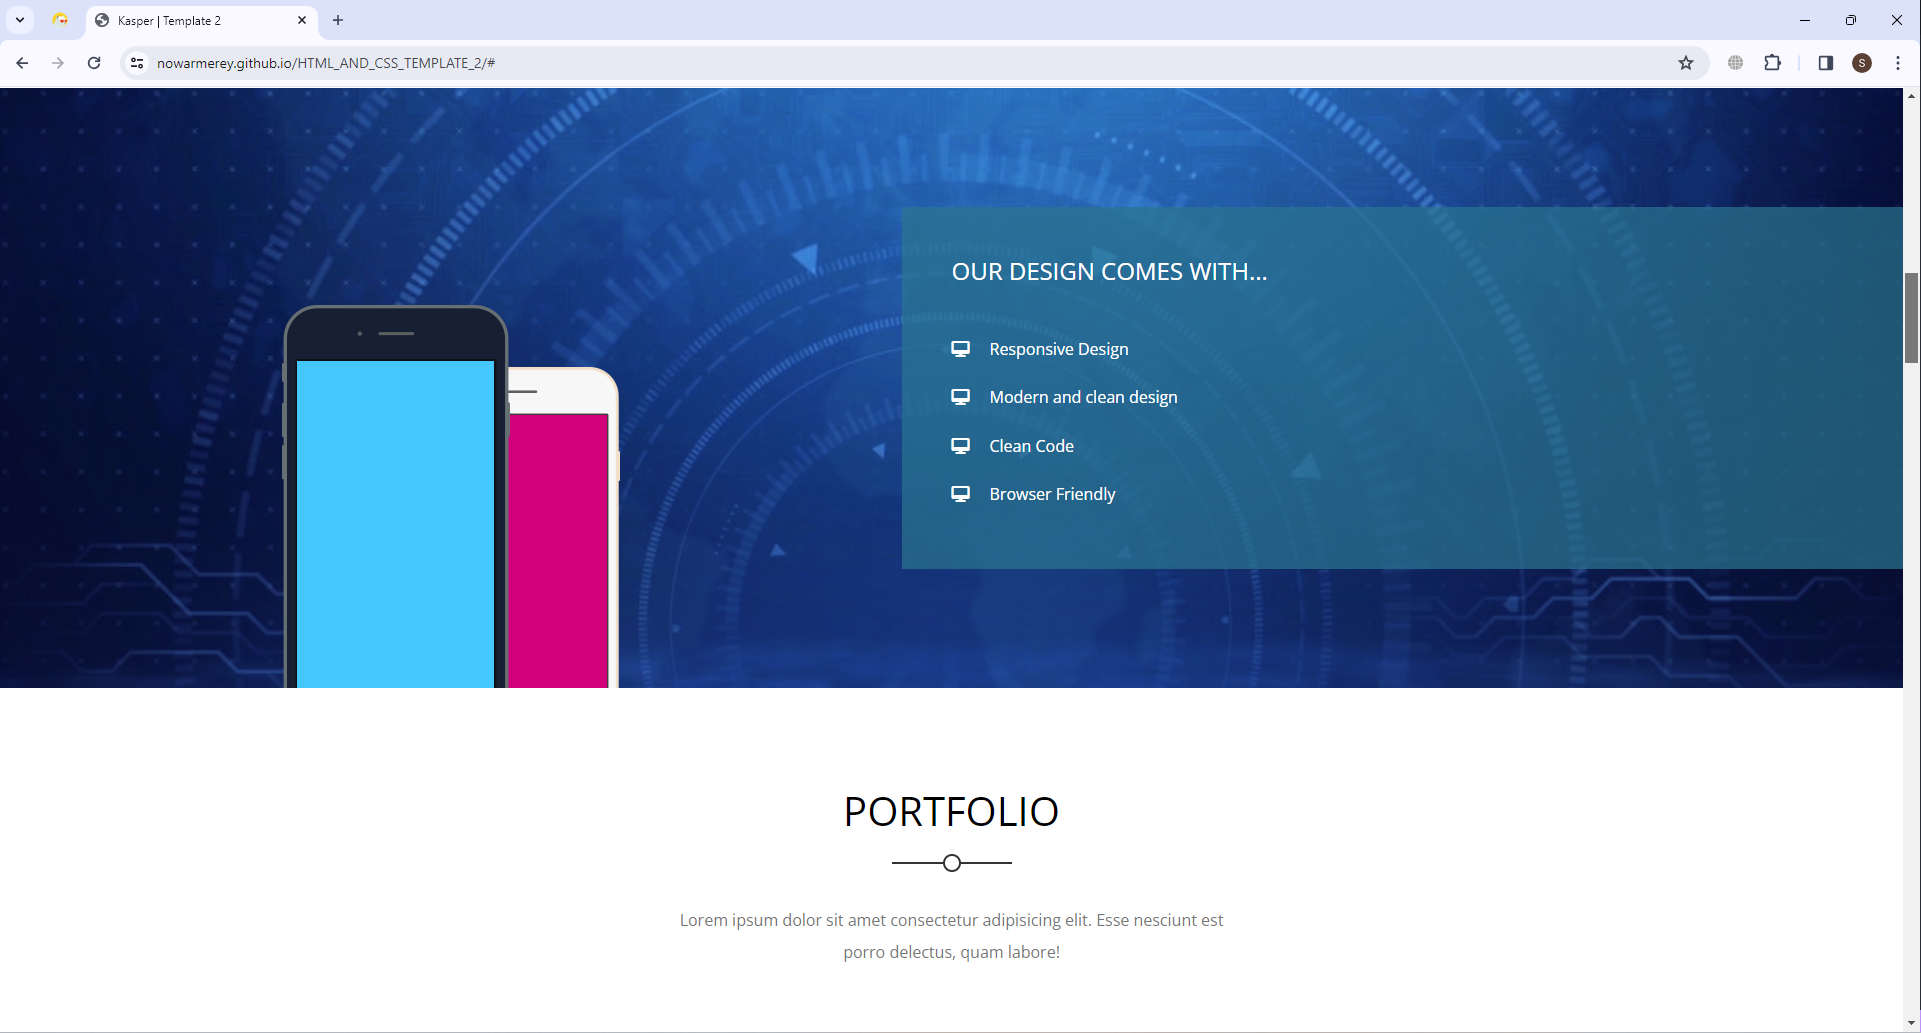 Kasper | Template 2
nowarmerey.github.io/HTML_AND_CSS_TEMPLATE_2/#
S
OUR DESIGN COMES WITH...
Responsive Design
Modern and clean design
Clean Code
Browser Friendly
PORTFOLIO
Lorem ipsum dolor sit amet consectetur adipisicing elit. Esse nesciunt est
porro delectus, quam labore!